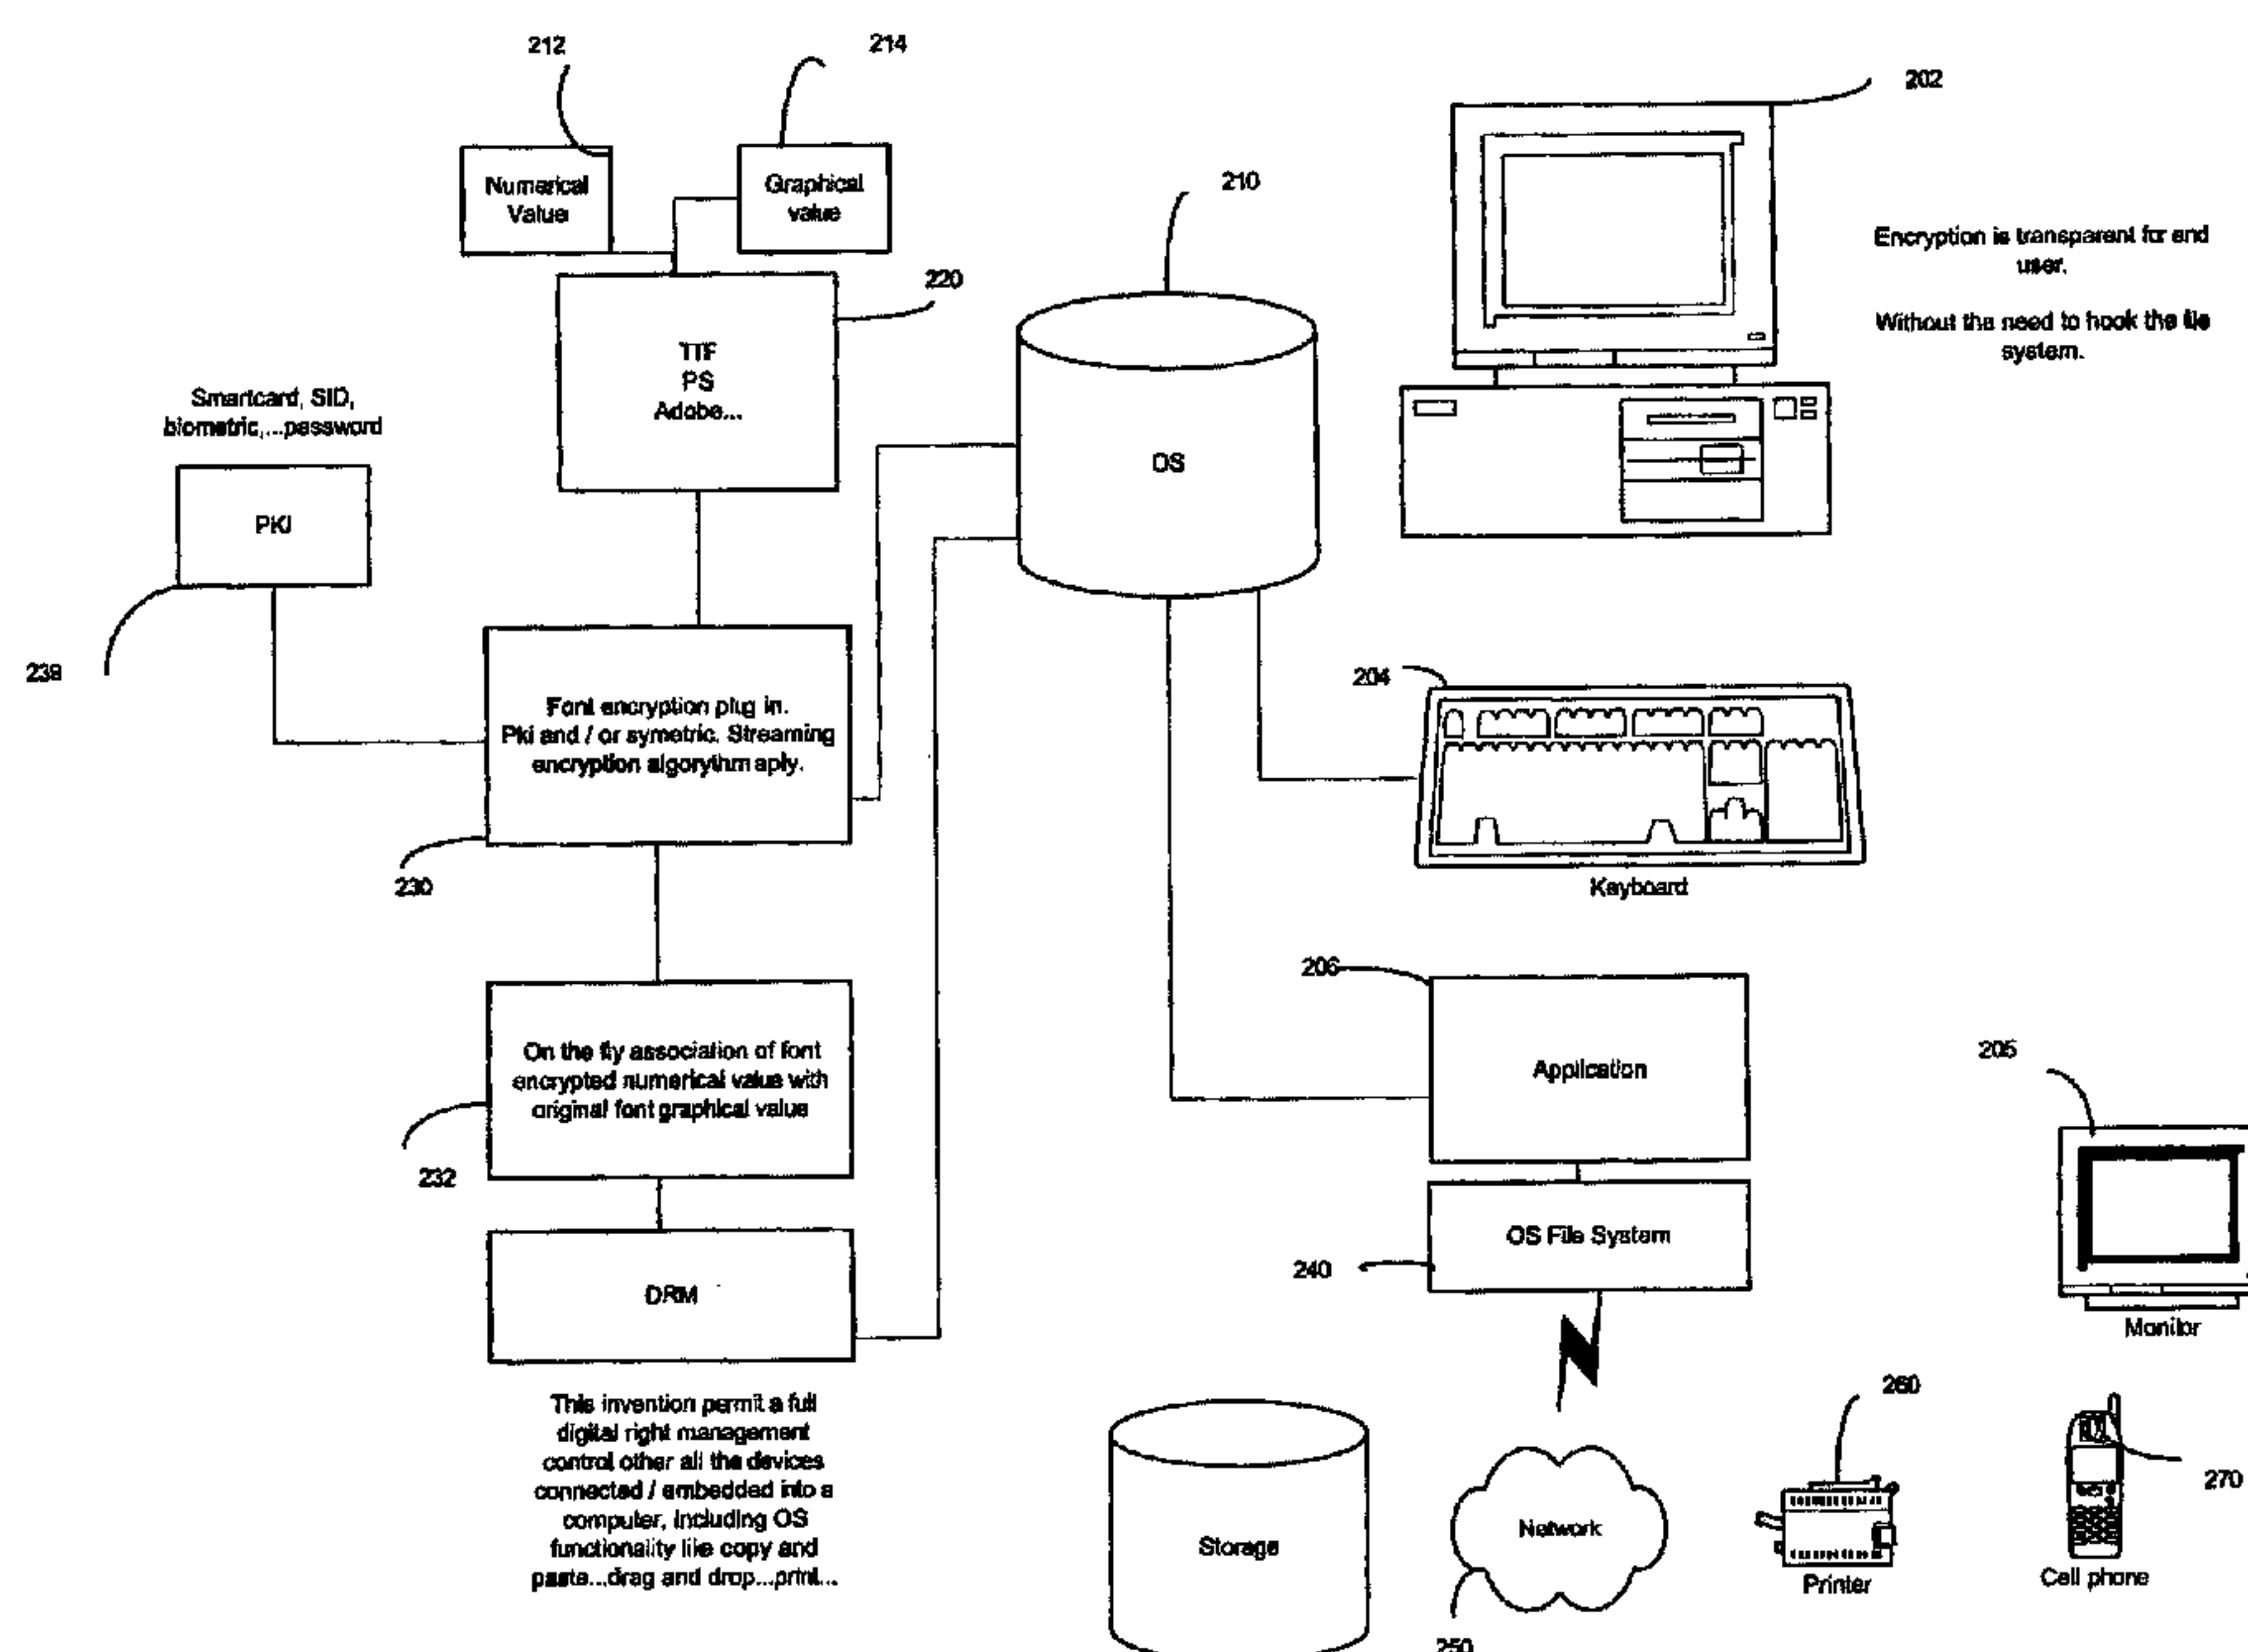 212
214
202
Numerical
Value
Graphical
value
210
Encryption is transparent for end
user.
Without the need to hook the file
system.
220
TTF
PS
Adobe...
Smartcard, SID,
biometric,...password
PKI
OS
238
204
Font encryption plug in.
Pki and / or symetric. Streaming
encryption algorythm aply.
230
Keyboard
206
On the fly association of font
encrypted numerical value with
original font graphical value
Application
205
232
OS File System
240
DRM
Monitor
This invention permit a full
digital right management
control other all the devices
connected / embedded into a
computer, including OS
functionality like copy and
paste...drag and drop...print...
260
270
Storage
Network
Printer
Cell phone
250